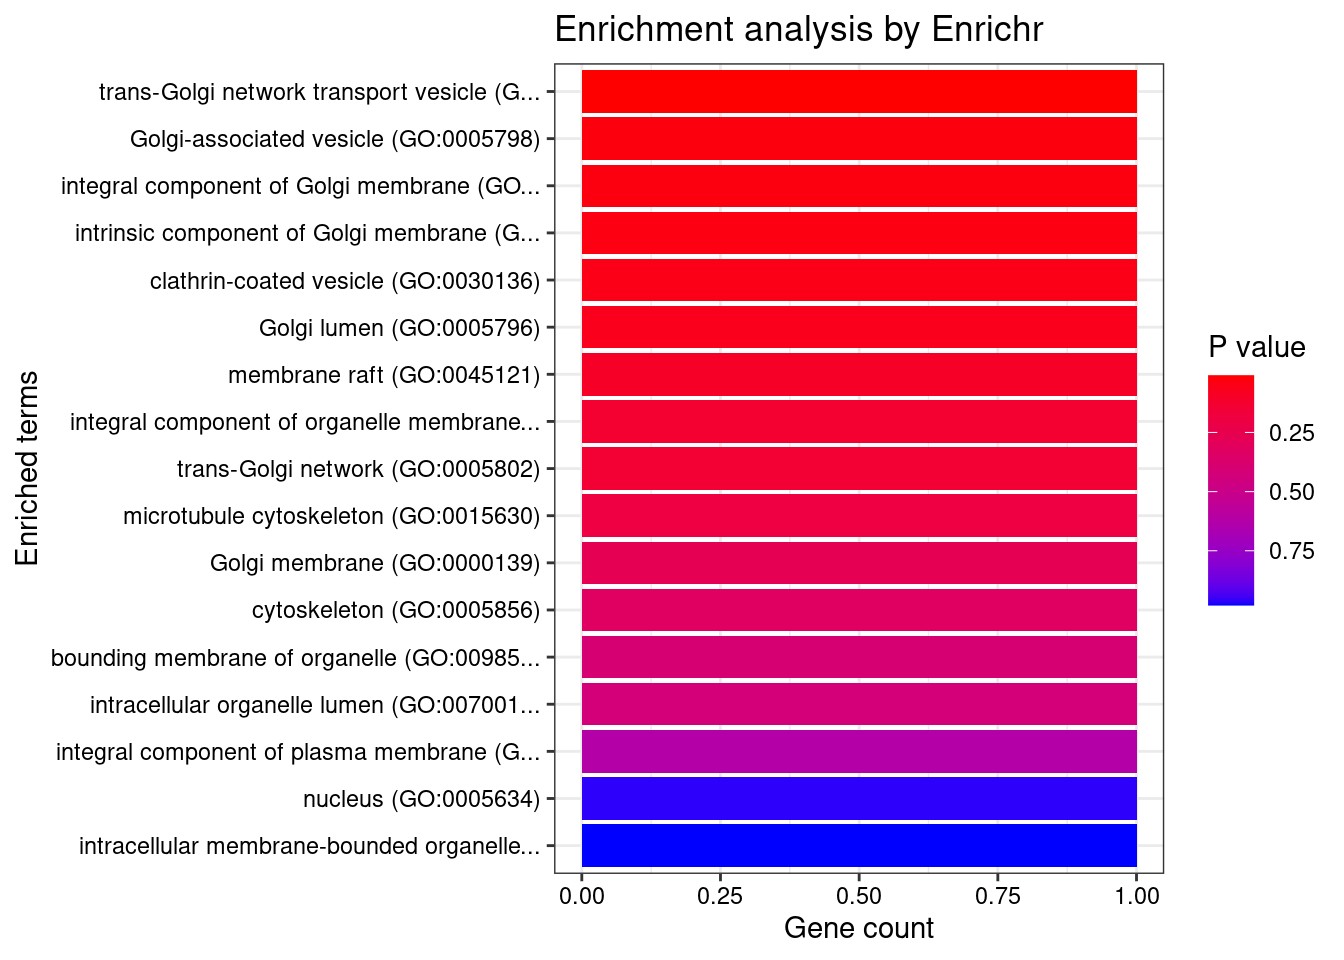 Enrichment analysis by Enrichr
trans-Golgi network transport vesicle (G...
Golgi-associated vesicle (GO:0005798)
integral component of Golgi membrane (GO...
intrinsic component of Golgi membrane (G...
clathrin-coated vesicle (GO:0030136)
Golgi lumen (GO:0005796)
membrane raft (GO:0045121)
integral component of organelle membrane...
trans-Golgi network (GO:0005802)
microtubule cytoskeleton (GO:0015630)
Golgi membrane (GO:0000139)
cytoskeleton (GO:0005856)
bounding membrane of organelle (GO:00985...
intracellular organelle lumen (GO:007001...
integral component of plasma membrane (G...
nucleus (GO:0005634)
intracellular membrane-bounded organelle...
Enriched terms
0.00 0.25 0.50 0.75 1.00
Gene count
P value
0.25
0.50
0.75